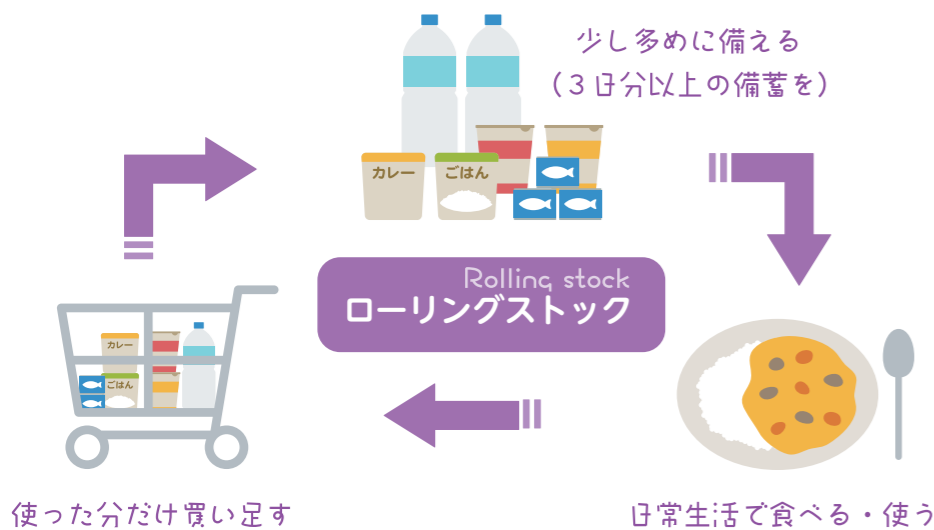 少し多めに備える
(３日分以上の備蓄を)
カレー
ごはん
Rolling stock
ローリングストック
カレー
ごはん
使った分だけ買い足す
日常生活で食べる・使う